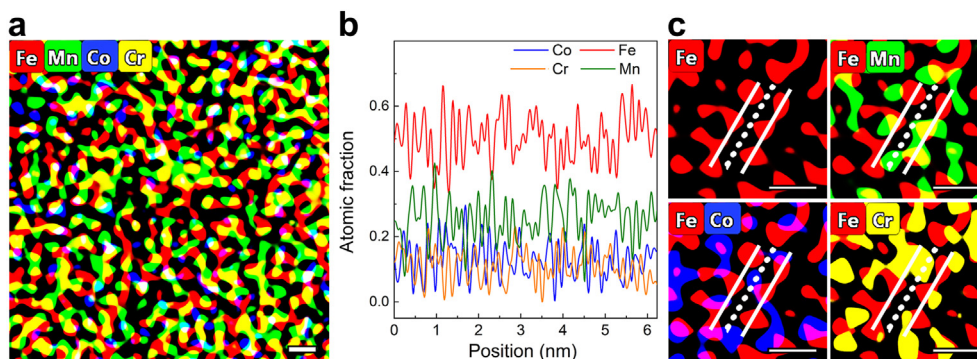 a
Fe Mn Co Cr
b
Co Fe
Cr Mn
0.6
0.4
0.2
0.0
Atomic fraction
0 1 2 3 4 5 6
Position (nm)
c
Fe
Fe Mn
Fe Co
Fe Cr